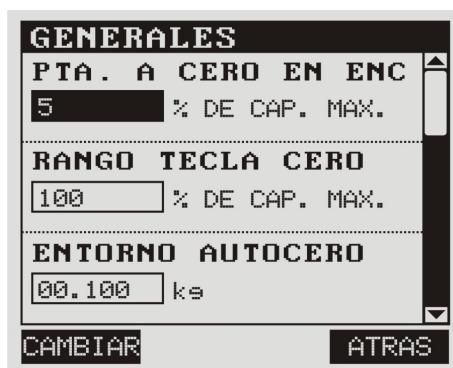 GENERALES
PTA. A CERO EN ENC
5 % DE CAP. MAX.
RANGO TECLA CERO
100 % DE CAP. MAX.
ENTORNO AUTOCERO
00.100 kg
CAMBIAR ATRAS